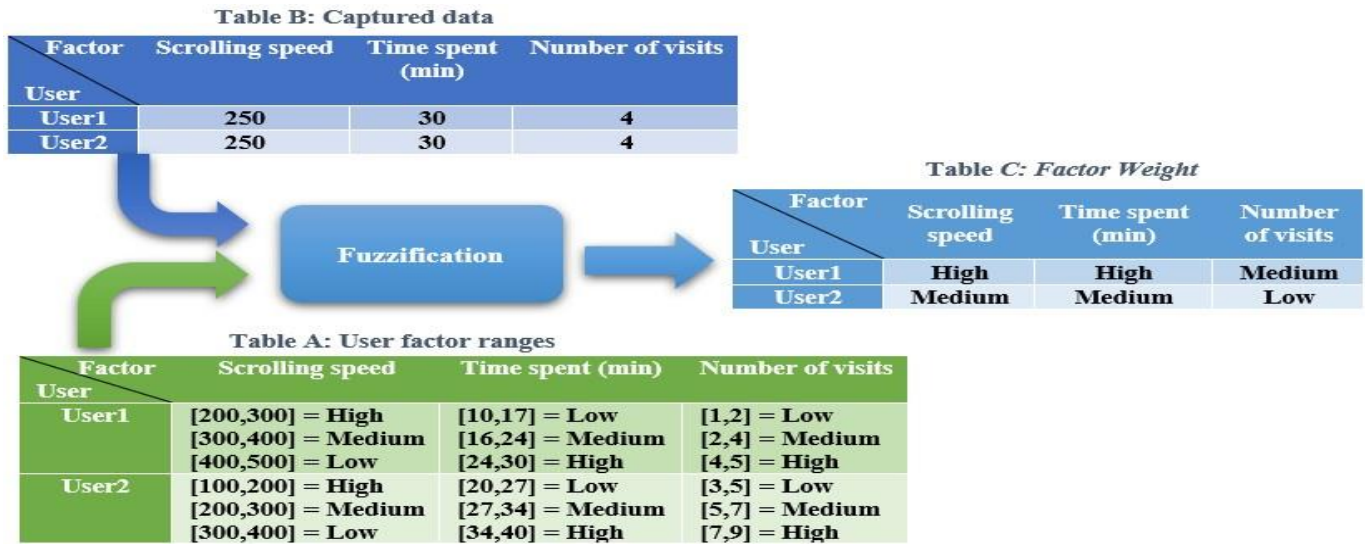 Table B: Captured data
Factor Scrolling speed Time spent Number of visits
(min)
User
User1 250 30 4
User2 250 30 4
Table C: Factor Weight
Factor Scrolling Time spent Number
User speed (min) of visits
User1 High High Medium
User2 Medium Medium Low
Fuzzification
Table A: User factor ranges
Factor Scrolling speed Time spent (min) Number of visits
User
User1 [200,300] = High [10,17] = Low [1,2] = Low
[300,400] = Medium [16,24] = Medium [2,4] = Medium
[400,500] = Low [24,30] = High [4,5] = High
User2 [100,200] = High [20,27] = Low [3,5] = Low
[200,300] = Medium [27,34] = Medium [5,7] = Medium
[300,400] = Low [34,40] = High [7,9] = High